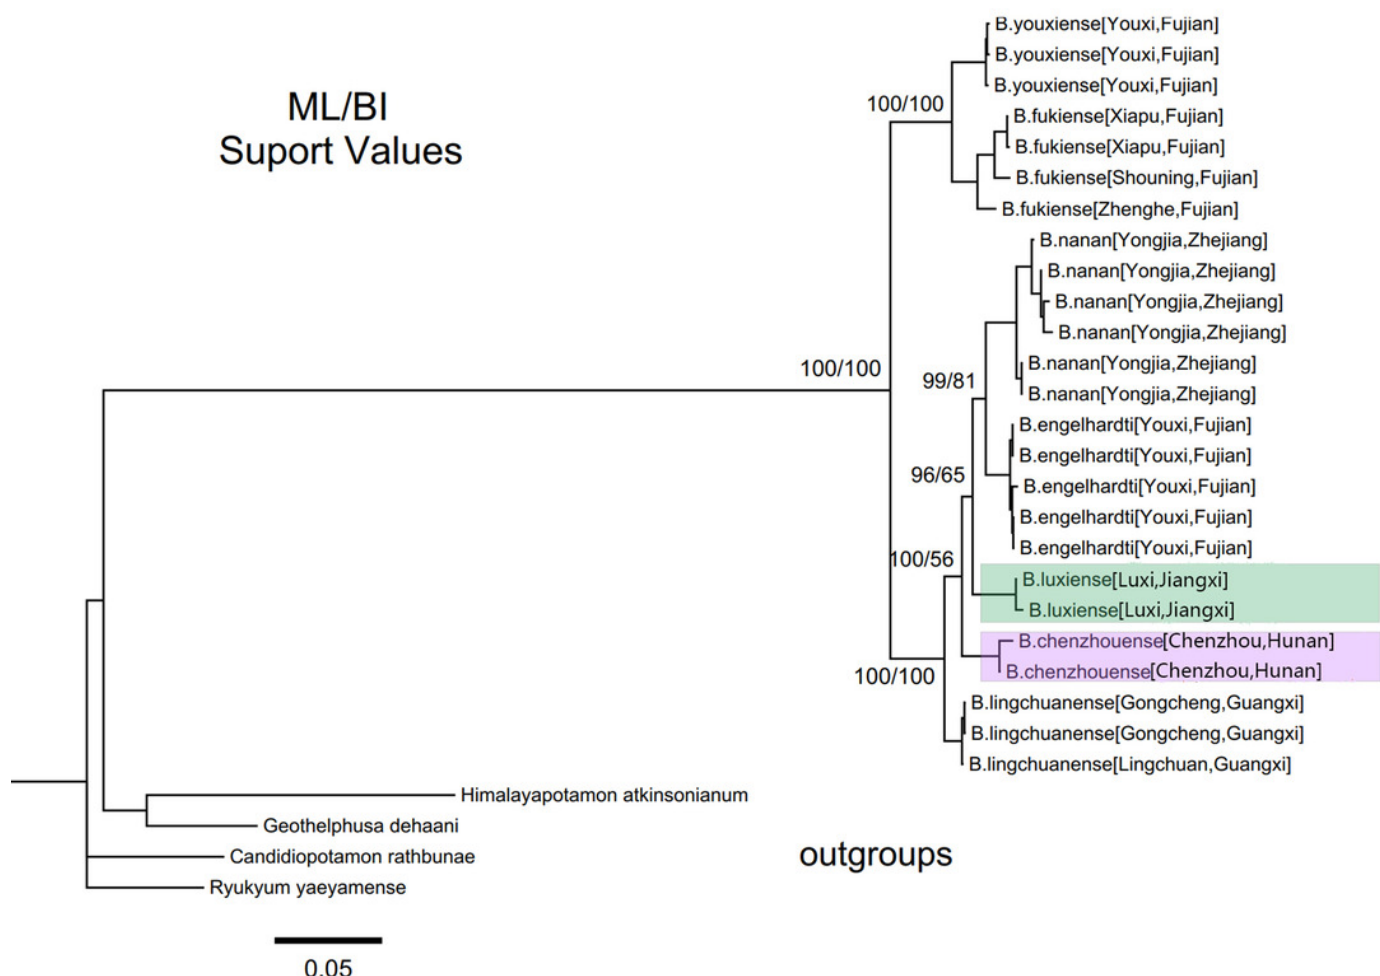 ML/BI
Suport Values
B.youxiense[Youxi,Fujian]
B.youxiense[Youxi,Fujian]
B.youxiense[Youxi,Fujian]
100/100
B.fukiense[Xiapu,Fujian]
B.fukiense[Xiapu,Fujian]
B.fukiense[Shouning,Fujian]
B.fukiense[Zhenghe,Fujian]
B.nanan[Yongjia,Zhejiang]
B.nanan[Yongjia,Zhejiang]
B.nanan[Yongjia,Zhejiang]
B.nanan[Yongjia,Zhejiang]
100/100
B.nanan[Yongjia,Zhejiang]
99/81
B.nanan[Yongjia,Zhejiang]
B.engelhardti[Youxi,Fujian]
B.engelhardti[Youxi,Fujian]
96/65
B.engelhardti[Youxi,Fujian]
B.engelhardti[Youxi,Fujian]
B.engelhardti[Youxi,Fujian]
100/56
B.luxiense[Luxi,Jiangxi]
B.luxiense[Luxi,Jiangxi]
B.chenzhouense[Chenzhou,Hunan]
B.chenzhouense[Chenzhou,Hunan]
100/100
B.lingchuanense[Gongcheng,Guangxi]
B.lingchuanense[Gongcheng,Guangxi]
B.lingchuanense[Lingchuan,Guangxi]
Himalayapotamon atkinsonianum
Geothelphusa dehaani
Candidiopotamon rathbunae
outgroups
Ryukyum yaeyamense
0.05